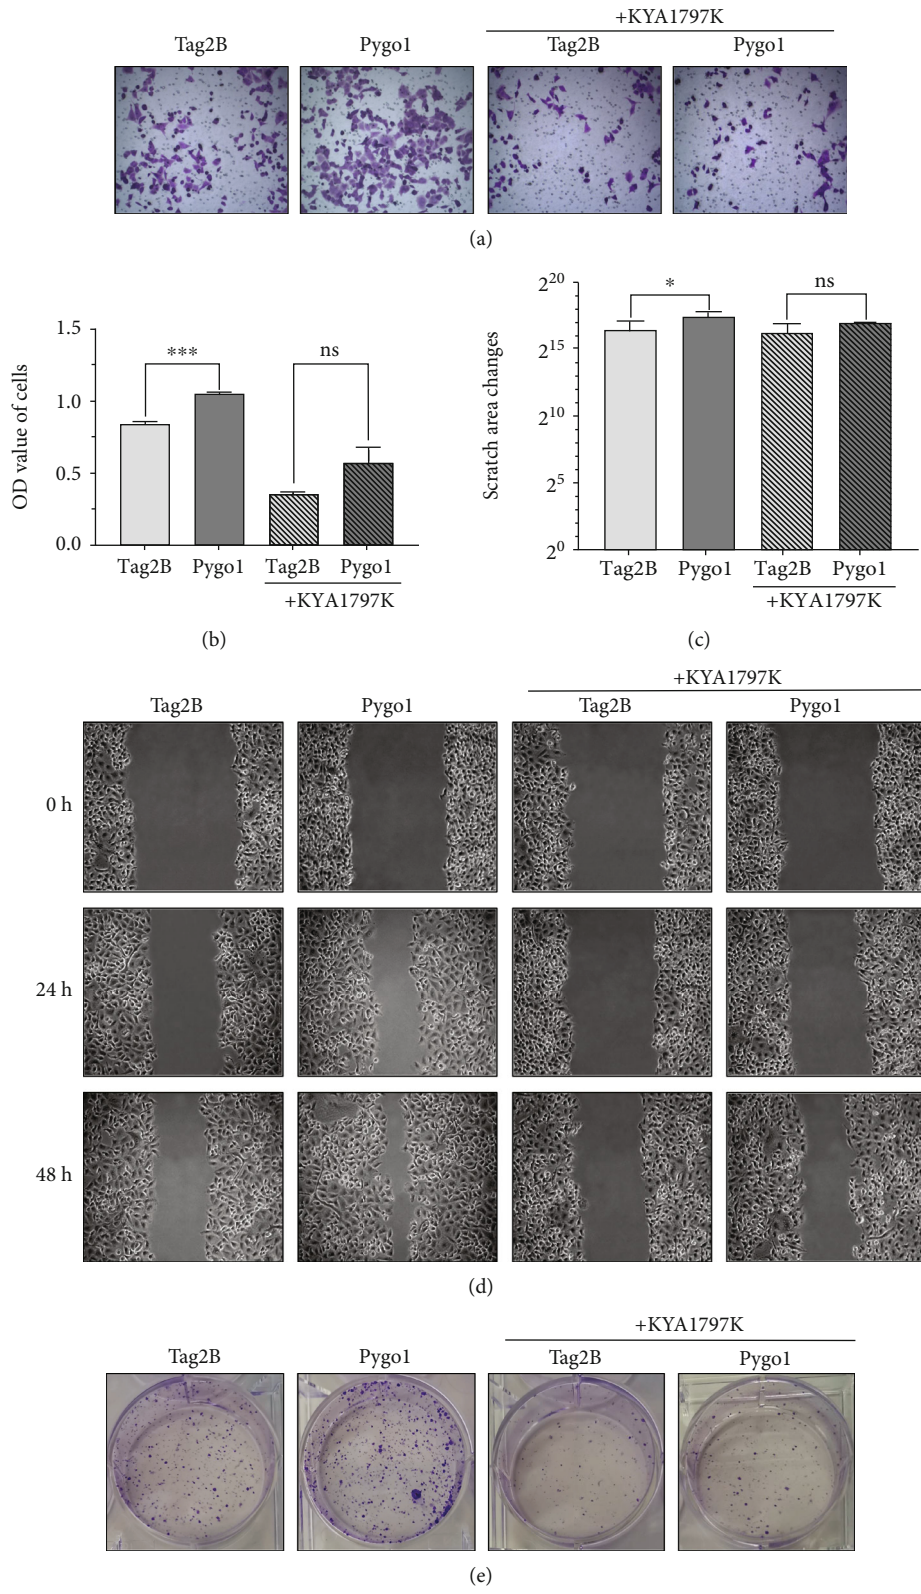 +KYA1797K
Tag2B Pygo1 Tag2B Pygo1
(a)
OD value of cells
1.5
1.0
0.5
0.0
***
ns
Tag2B Pygo1 Tag2B Pygo1
+KYA1797K
(b)
Scratch area changes
2^20
2^15
2^10
2^5
2^0
*
ns
Tag2B Pygo1 Tag2B Pygo1
+KYA1797K
(c)
+KYA1797K
Tag2B Pygo1 Tag2B Pygo1
0 h
24 h
48 h
(d)
+KYA1797K
Tag2B Pygo1 Tag2B Pygo1
(e)